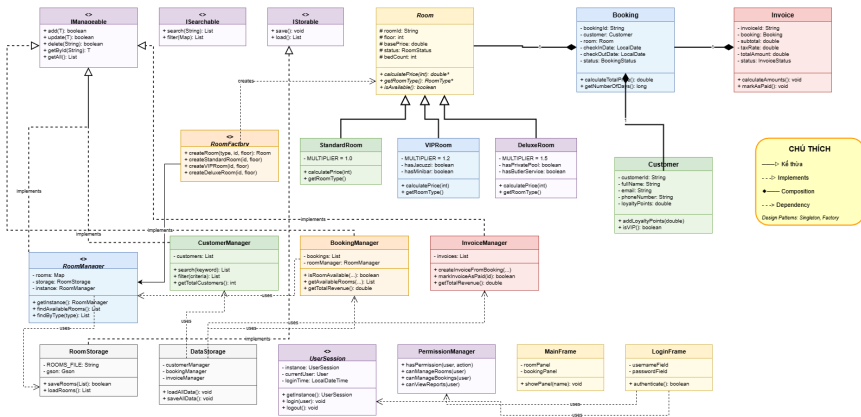 <<>>
IManageable
+ add(T): boolean
+ update(T): boolean
+ delete(String): boolean
+ getById(String): T
+ getAll(): List
<<>>
ISearchable
+ search(String): List
+ filter(Map): List
<<>>
IStorable
+ save(): void
+ load(): List
Room
# roomId: String
# floor: int
# basePrice: double
# status: RoomStatus
# bedCount: int
+ calculatePrice(int): double*
+ getRoomType(): RoomType*
+ isAvailable(): boolean
Booking
- bookingId: String
- customer: Customer
- room: Room
- checkInDate: LocalDate
- checkOutDate: LocalDate
- status: BookingStatus
+ calculateTotalPrice(): double
+ getNumberOfDays(): long
Invoice
- invoiceId: String
- booking: Booking
- subtotal: double
- taxRate: double
- totalAmount: double
- status: InvoiceStatus
+ calculateAmounts(): void
+ markAsPaid(): void
creates
<<>>
RoomFactory
+ createRoom(type, id, floor): Room
+ createStandardRoom(id, floor)
+ createVIPRoom(id, floor)
+ createDeluxeRoom(id, floor)
StandardRoom
- MULTIPLIER = 1.0
+ calculatePrice(int)
+ getRoomType()
VIPRoom
- MULTIPLIER = 1.2
- hasJacuzzi: boolean
- hasMinibar: boolean
+ calculatePrice(int)
+ getRoomType()
DeluxeRoom
- MULTIPLIER = 1.5
- hasPrivatePool: boolean
- hasButlerService: boolean
+ calculatePrice(int)
+ getRoomType()
Customer
- customerId: String
- fullName: String
- email: String
- phoneNumber: String
- loyaltyPoints: double
+ addLoyaltyPoints(double)
+ isVIP(): boolean
CHÚ THÍCH
Kế thừa
Implements
Composition
Dependency
Design Patterns: Singleton, Factory
implements
implements
implements
implements
<<>>
RoomManager
- rooms: Map
- storage: RoomStorage
- instance: RoomManager
+ getInstance(): RoomManager
+ findAvailableRooms(): List
+ findByType(type): List
CustomerManager
- customers: List
+ search(keyword): List
+ filter(criteria): List
+ getTotalCustomers(): int
BookingManager
- bookings: List
- roomManager: RoomManager
+ isRoomAvailable(...): boolean
+ getAvailableRooms(...): List
+ getTotalRevenue(): double
InvoiceManager
- invoices: List
+ createInvoiceFromBooking(...)
+ markInvoiceAsPaid(id): boolean
+ getTotalRevenue(): double
uses
uses
uses
uses
uses
implements
RoomStorage
- ROOMS_FILE: String
- gson: Gson
+ saveRooms(List): boolean
+ loadRooms(): List
DataStorage
- customerManager
- bookingManager
- invoiceManager
+ loadAllData(): void
+ saveAllData(): void
<<>>
UserSession
- instance: UserSession
- currentUser: User
- loginTime: LocalDateTime
+ getInstance(): UserSession
+ login(user): void
+ logout(): void
PermissionManager
+ hasPermission(user, action)
+ canManageRooms(user)
+ canManageBookings(user)
+ canViewReports(user)
MainFrame
- roomPanel
- bookingPanel
+ showPanel(name): void
LoginFrame
- usernameField
- passwordField
+ authenticate(): boolean
uses
uses